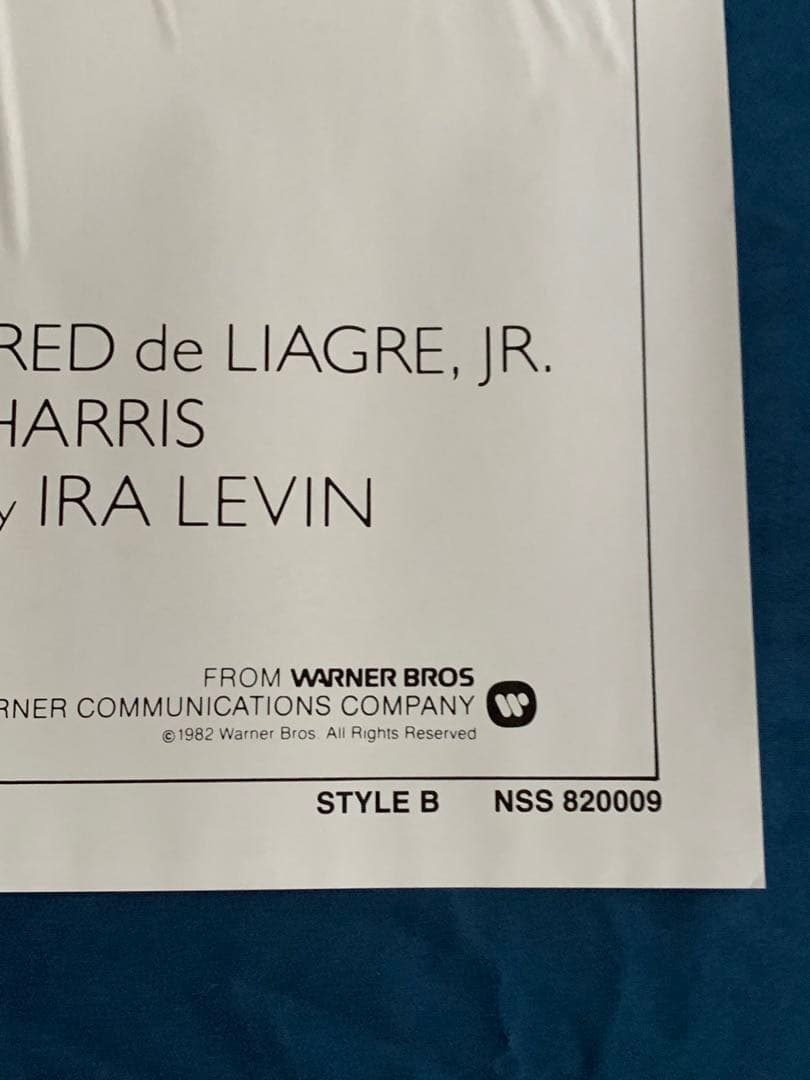 RED de LIAGRE, JR.
HARRIS
y IRA LEVIN
FROM WARNER BROS
RNER COMMUNICATIONS COMPANY
©1982 Warner Bros. All Rights Reserved
STYLE B NSS 820009